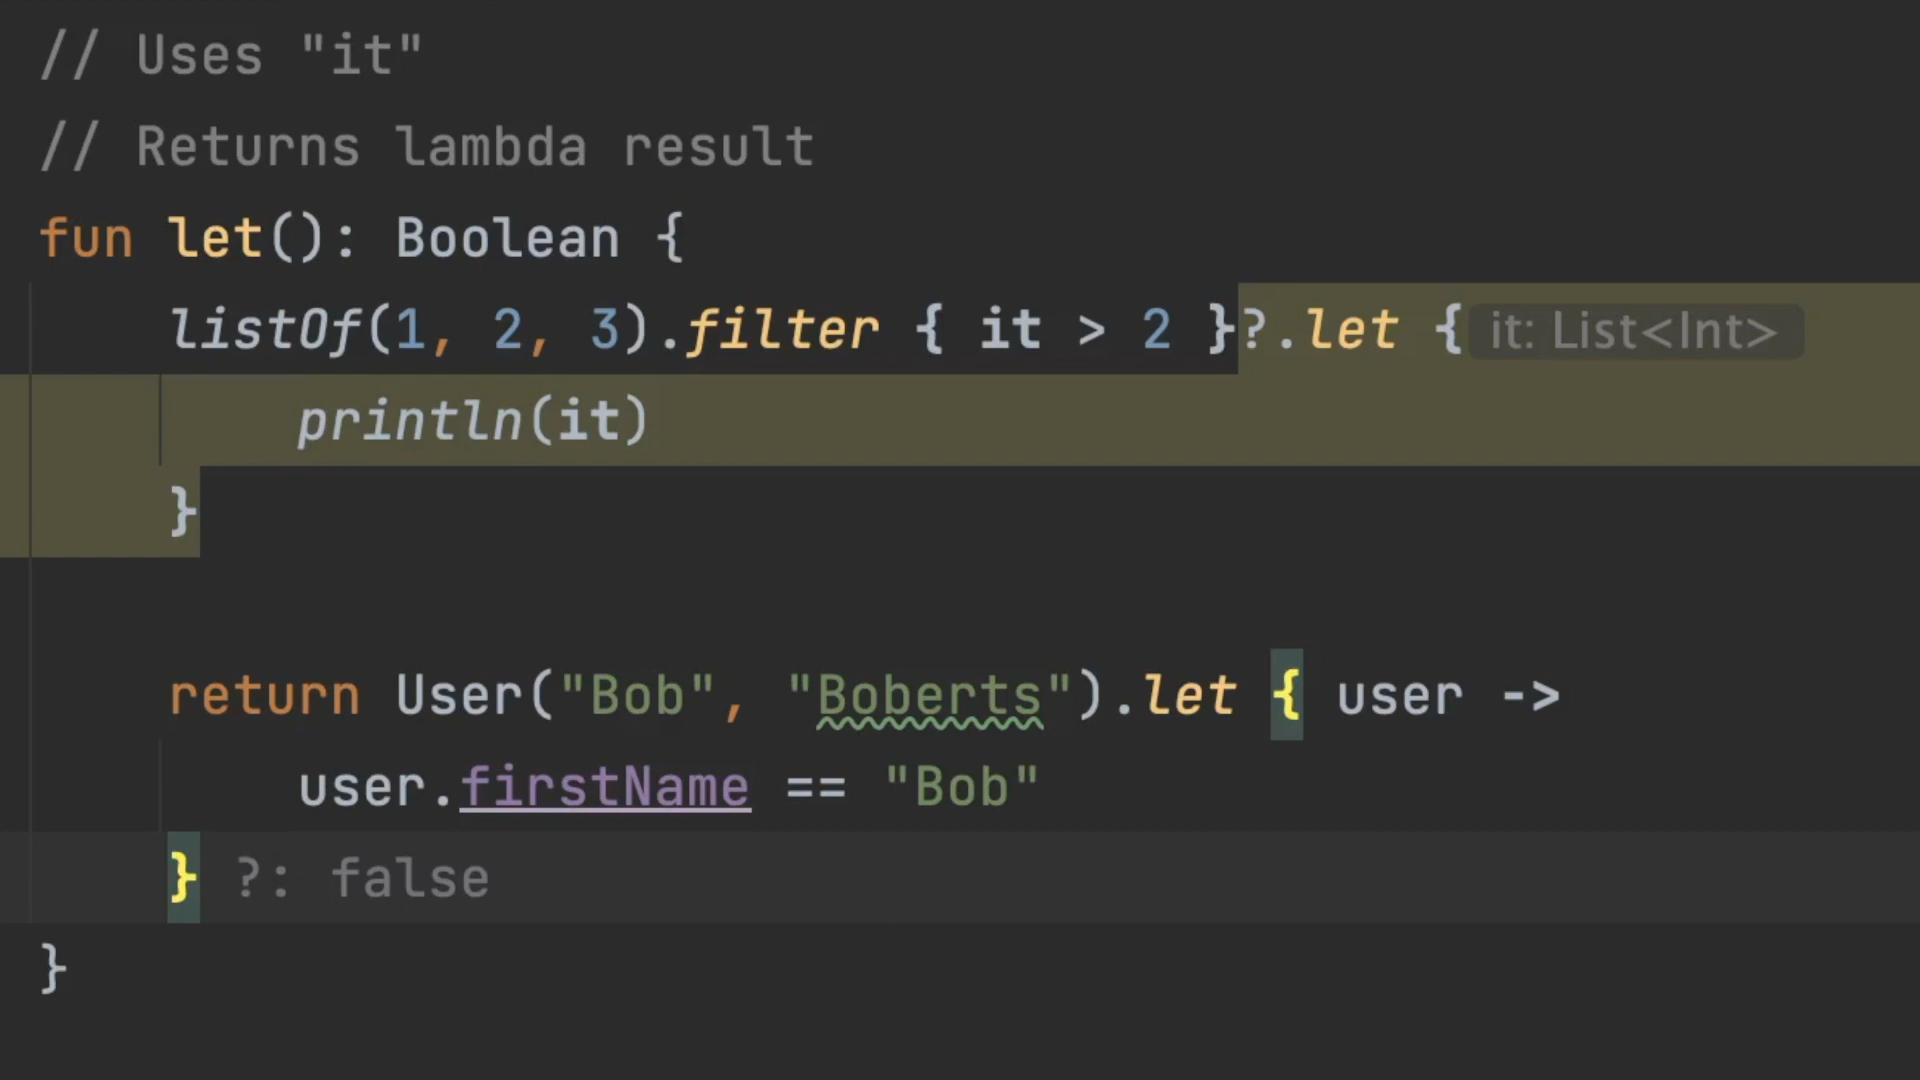 // Uses "it"
// Returns lambda result
fun let(): Boolean {
listOf(1, 2, 3).filter { it > 2 }?.let { it: List<Int>
println(it)
}
return User("Bob", "Boberts").let { user ->
user.firstName == "Bob"
} ?: false
}